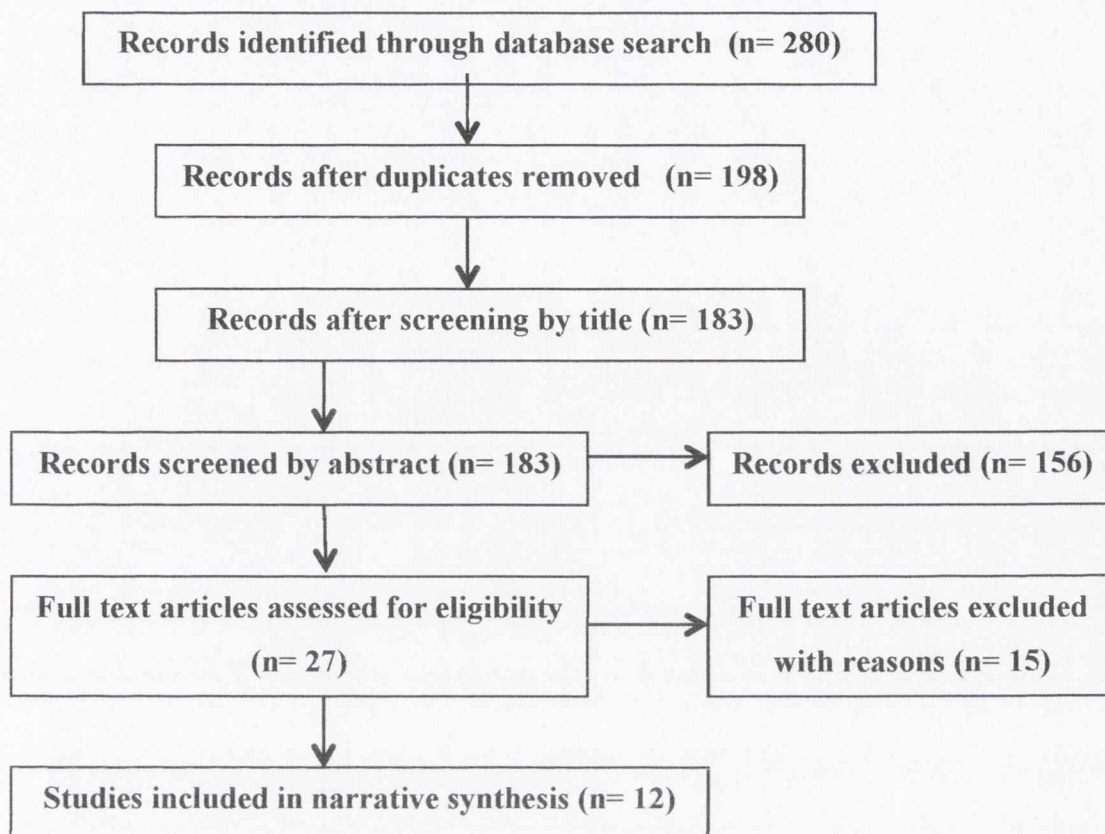 Records identified through database search (n= 280)
Records after duplicates removed (n= 198)
Records after screening by title (n= 183)
Records screened by abstract (n= 183)
Records excluded (n= 156)
Full text articles assessed for eligibility
(n= 27)
Full text articles excluded
with reasons (n= 15)
Studies included in narrative synthesis (n= 12)